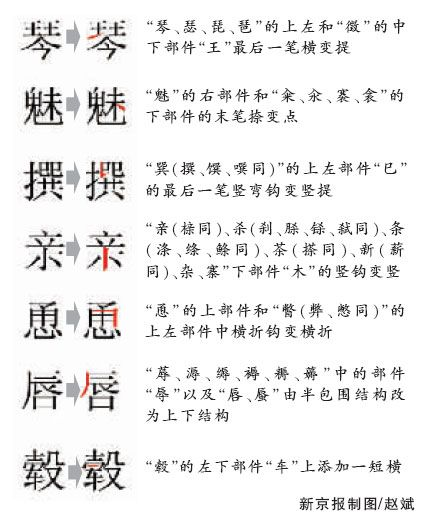 琴 琴 “琴、瑟、琵、琶”的上左和“徵”的中
下部件“王”最后一笔横变提
魅 魅 “魅”的右部件和“籴、汆、褰、衾”的
下部件的末笔捺变点
撰 撰 “巽(撰、馔、噀同)”的上左部件“巳”
的最后一笔竖弯钩变竖提
亲 亲 “亲(榇同)、杀(刹、脎、铩、弑同)、条
(涤、绦、鲦同)、茶(搽同)、新(薪
同)、杂、寨”下部件“木”的竖钩变竖
恿 恿 “恿”的上部件和“瞥(弊、憋同)”的
上左部件中横折钩变横折
唇 唇 “蓐、溽、缛、褥、耨、薅”中的部件
“辱”以及“唇、蜃”由半包围结构改
为上下结构
毂 毂 “毂”的左下部件“车”上添加一短横
新京报制图/赵斌